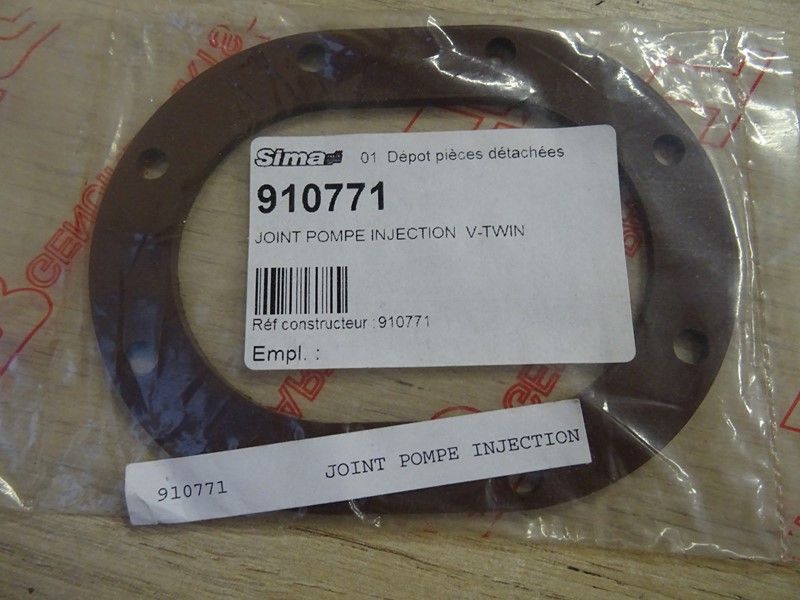 Sima
01 Dépot pièces détachées
910771
JOINT POMPE INJECTION V-TWIN
Réf constructeur : 910771
Empl. :
910771 JOINT POMPE INJECTION